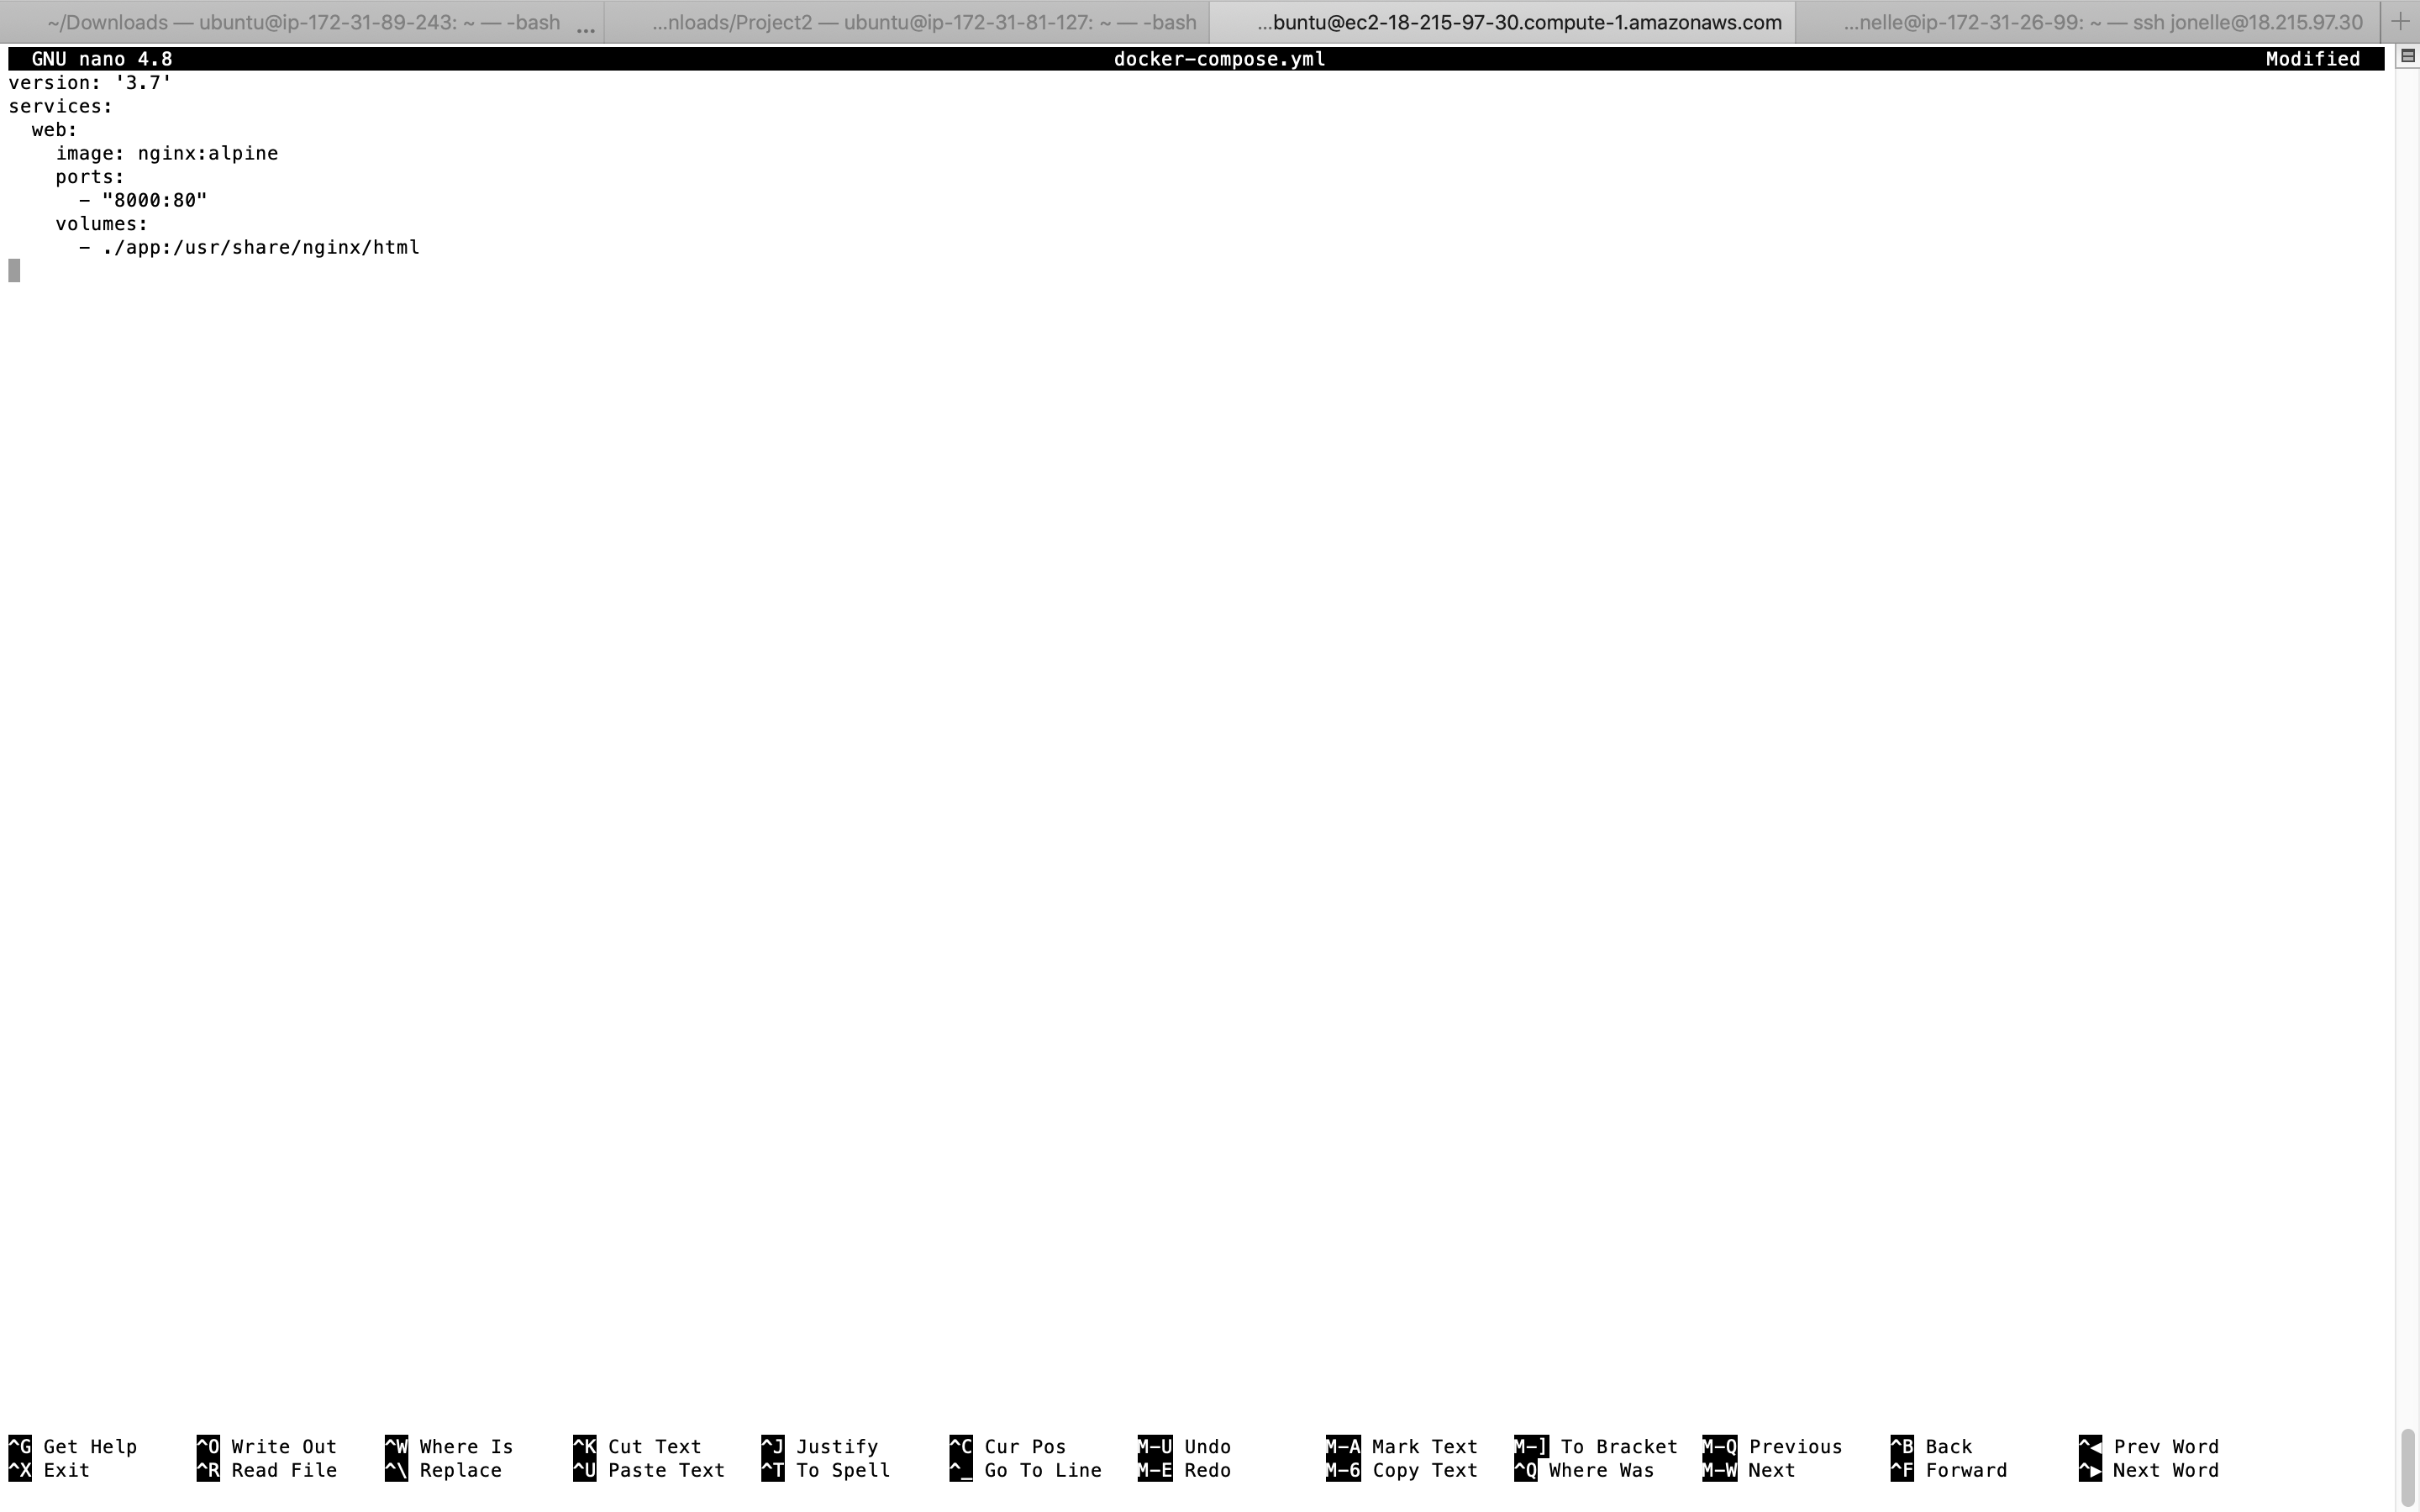 ~/Downloads — ubuntu@ip-172-31-89-243: ~ — -bash ... ...nloads/Project2 — ubuntu@ip-172-31-81-127: ~ — -bash ...buntu@ec2-18-215-97-30.compute-1.amazonaws.com ...nelle@ip-172-31-26-99: ~ — ssh jonelle@18.215.97.30 +
GNU nano 4.8 docker-compose.yml Modified
version: '3.7'
services:
  web:
    image: nginx:alpine
    ports:
      - "8000:80"
    volumes:
      - ./app:/usr/share/nginx/html
^G Get Help ^O Write Out ^W Where Is ^K Cut Text ^J Justify ^C Cur Pos M-U Undo M-A Mark Text M-] To Bracket M-Q Previous ^B Back ^◀ Prev Word
^X Exit ^R Read File ^\ Replace ^U Paste Text ^T To Spell ^_ Go To Line M-E Redo M-6 Copy Text ^Q Where Was M-W Next ^F Forward ^▶ Next Word